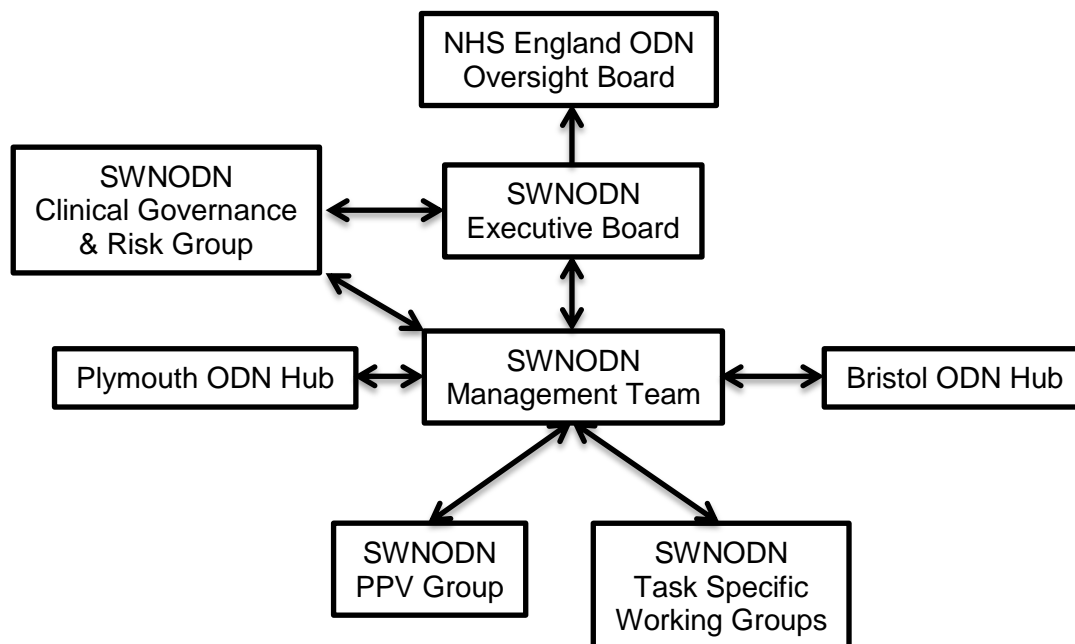 NHS England ODN
Oversight Board
SWNODN
Clinical Governance
& Risk Group
SWNODN
Executive Board
Plymouth ODN Hub
SWNODN
Management Team
Bristol ODN Hub
SWNODN
PPV Group
SWNODN
Task Specific
Working Groups